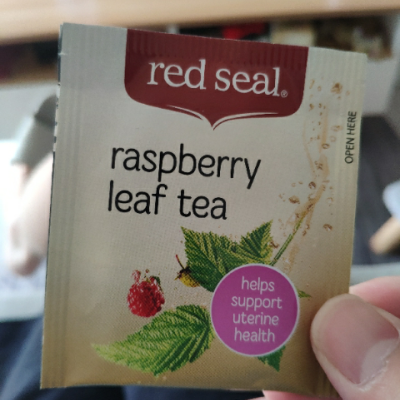 red seal®
OPEN HERE
raspberry
leaf tea
helps
support
uterine
health